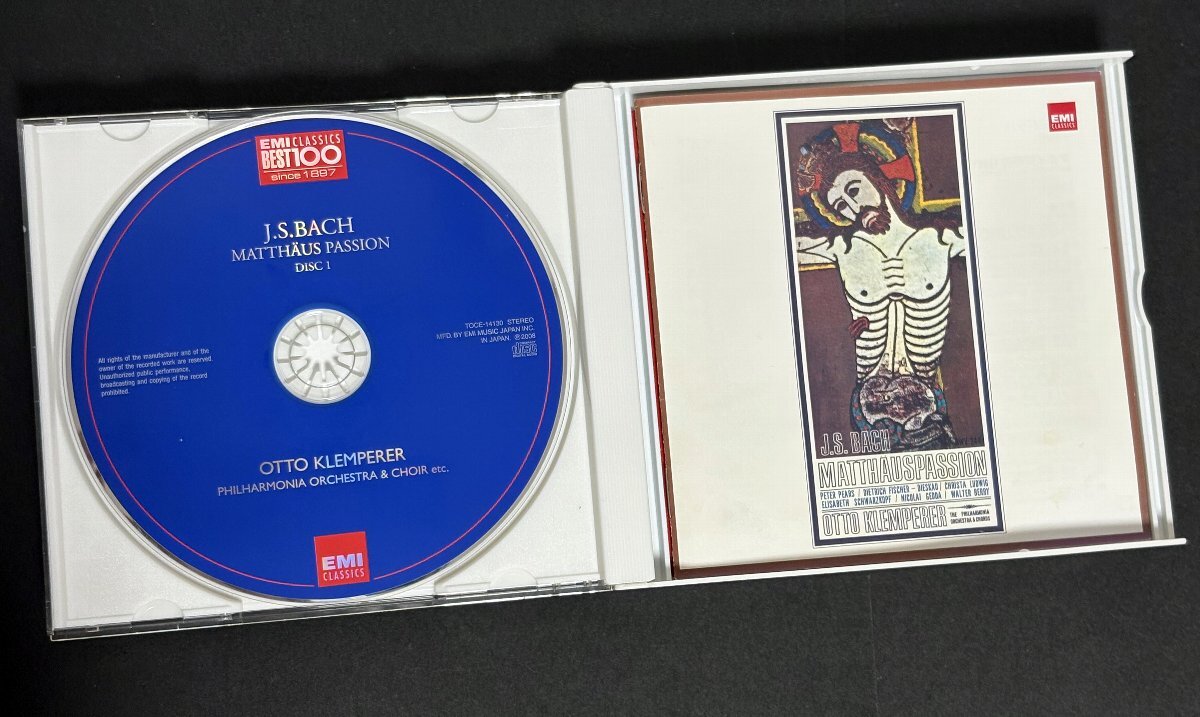 EMI CLASSICS
BEST100
since 1897
J.S.BACH
MATTHÄUS PASSION
DISC 1
TOCE-14130 STEREO
MFD. BY EMI MUSIC JAPAN INC.
IN JAPAN. ℗2008
All rights of the manufacturer and of the
owner of the recorded work are reserved.
Unauthorized public performance,
broadcasting and copying of the record
prohibited.
OTTO KLEMPERER
PHILHARMONIA ORCHESTRA & CHOIR etc.
EMI
CLASSICS
EMI
CLASSICS
J.S. BACH
MATTHÄUSPASSION
PETER PEARS / DIETRICH FISCHER-DIESKAU / CHRISTA LUDWIG
ELISABETH SCHWARZKOPF / NICOLAI GEDDA / WALTER BERRY
OTTO KLEMPERER
THE PHILHARMONIA
ORCHESTRA & CHORUS